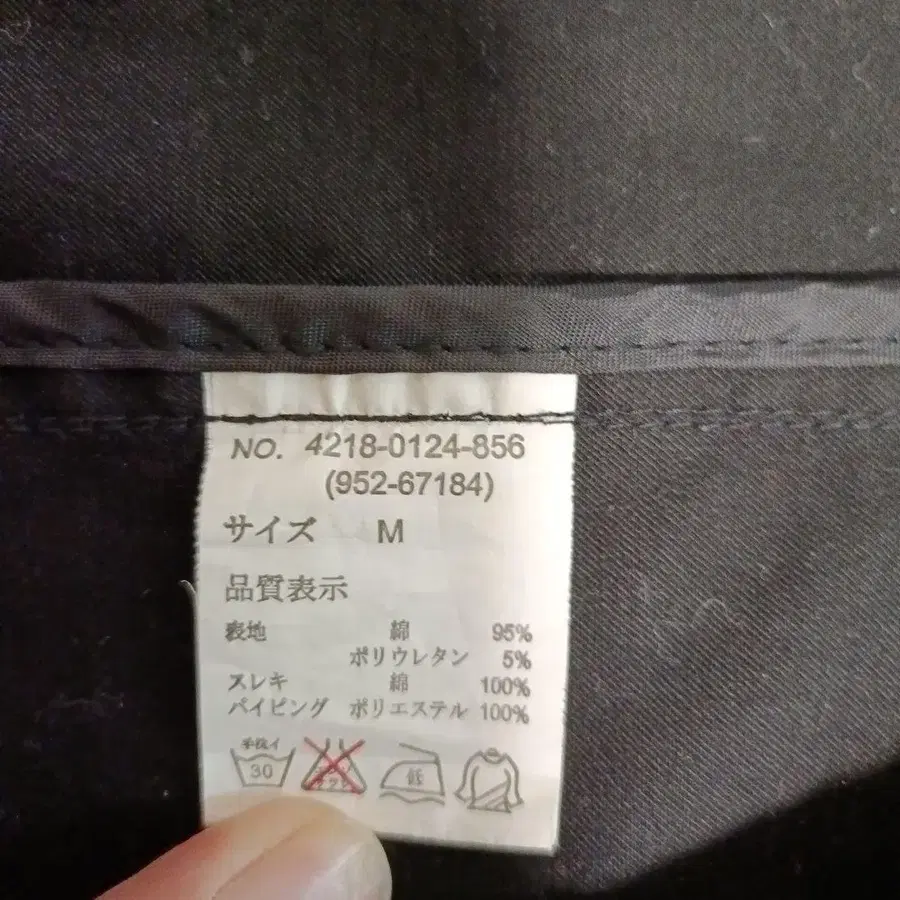 NO. 4218-0124-856
(952-67184)
サイズ M
品質表示
表地 綿 95%
ポリウレタン 5%
スレキ 綿 100%
パイピング ポリエステル 100%
手洗イ
30
低